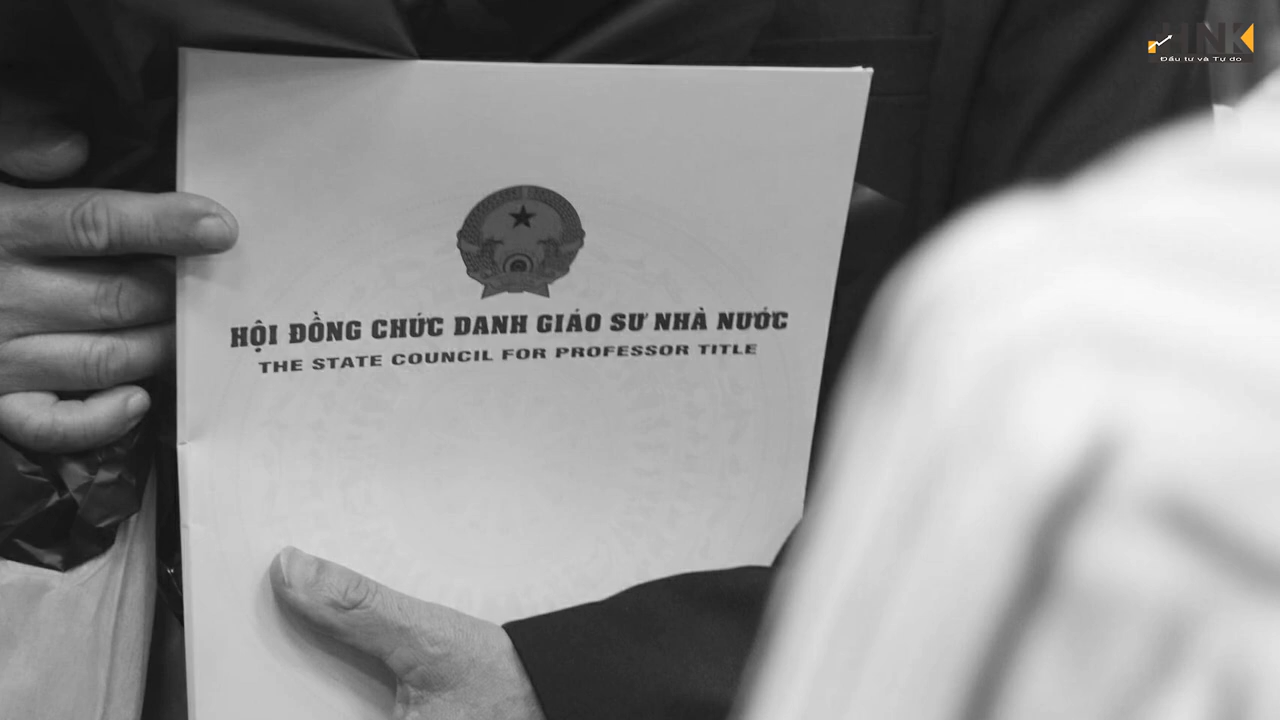 Đầu tư và Tự do
HỘI ĐỒNG CHỨC DANH GIÁO SƯ NHÀ NƯỚC
THE STATE COUNCIL FOR PROFESSOR TITLE